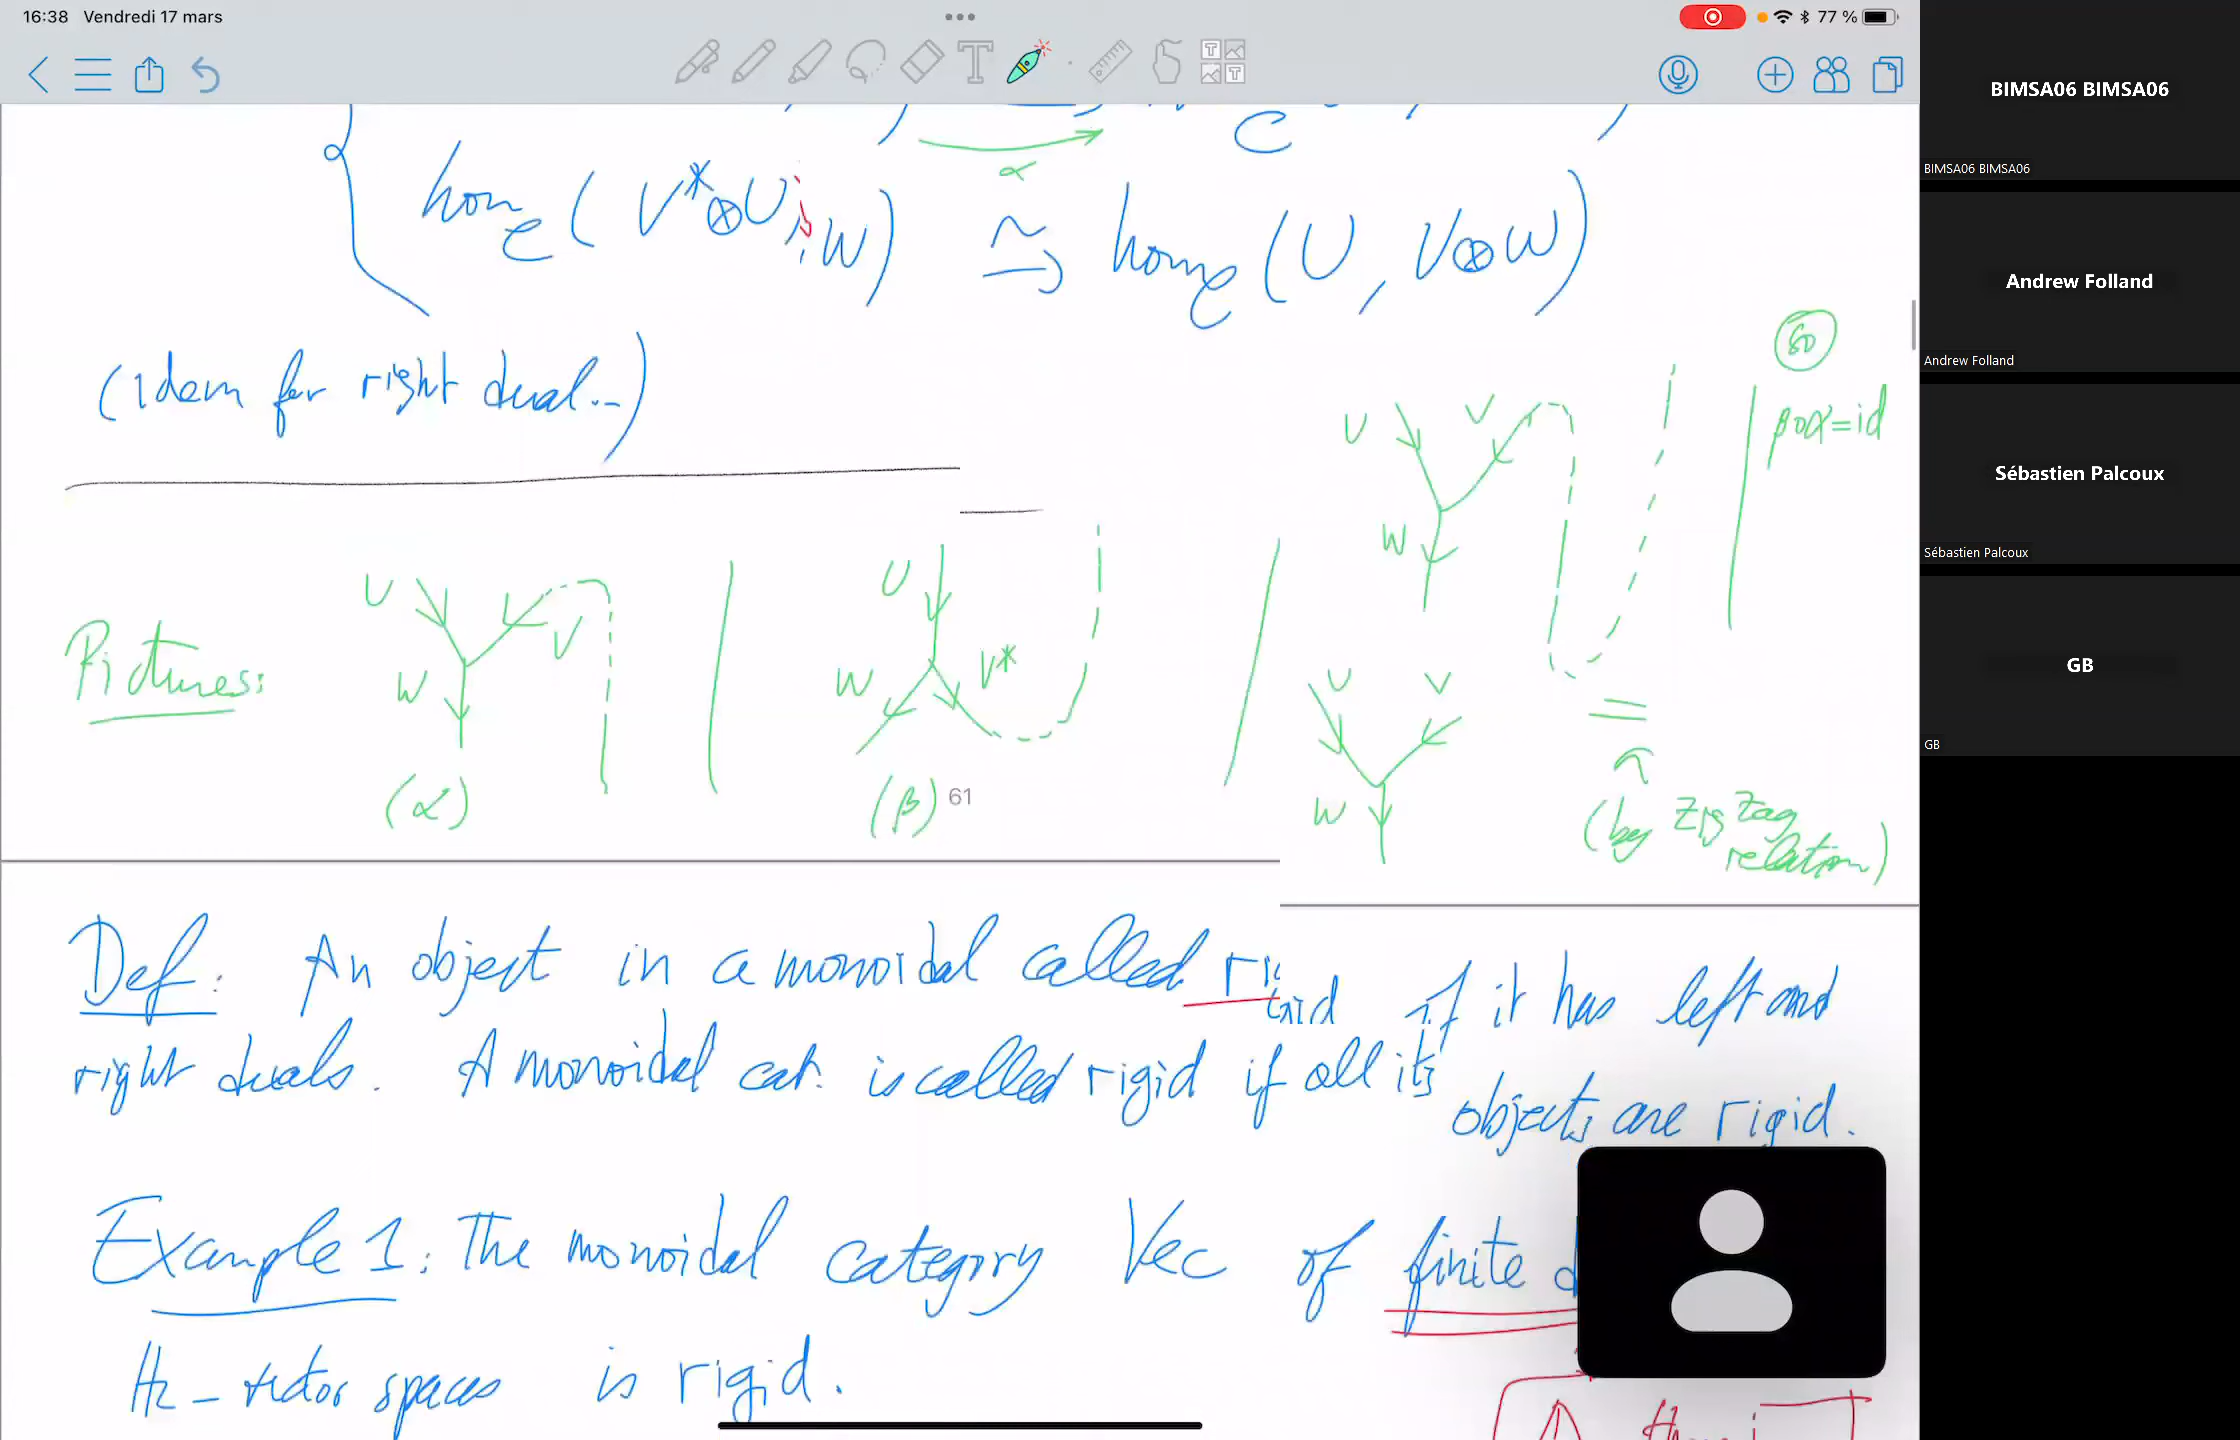 16:38 Vendredi 17 mars
77 %
α
C
hom_C ( V*⊗U, W) ≅ hom_C ( U, V⊗W )
(Idem for right dual...)
60
β∘α=id
U V
W
Pictures:
U V
W
(α)
U
W V*
(β)
61
U V
W
=
(by zigzag
relation)
Def: An object in a monoidal called rigid if it has left and
right duals. A monoidal cat. is called rigid if all its
objects are rigid.
Example 1: The monoidal category Vec of finite
vector spaces is rigid.
BIMSA06 BIMSA06
BIMSA06 BIMSA06
Andrew Folland
Andrew Folland
Sébastien Palcoux
Sébastien Palcoux
GB
GB